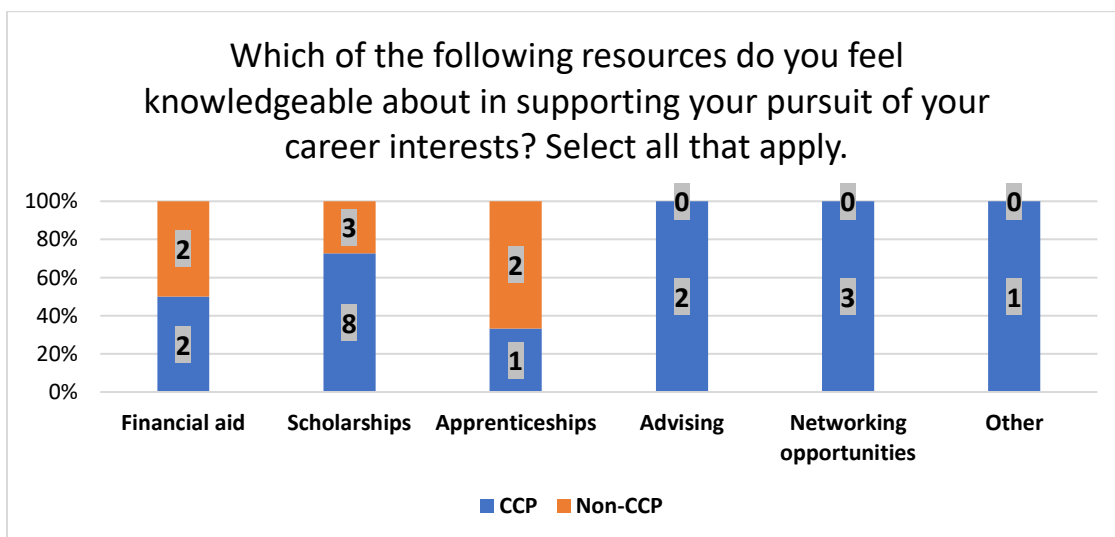 Which of the following resources do you feel
knowledgeable about in supporting your pursuit of your
career interests? Select all that apply.
100%
80%
60%
40%
20%
0%
2
3
2
0
0
0
2
8
1
2
3
1
Financial aid
Scholarships
Apprenticeships
Advising
Networking
opportunities
Other
CCP
Non-CCP